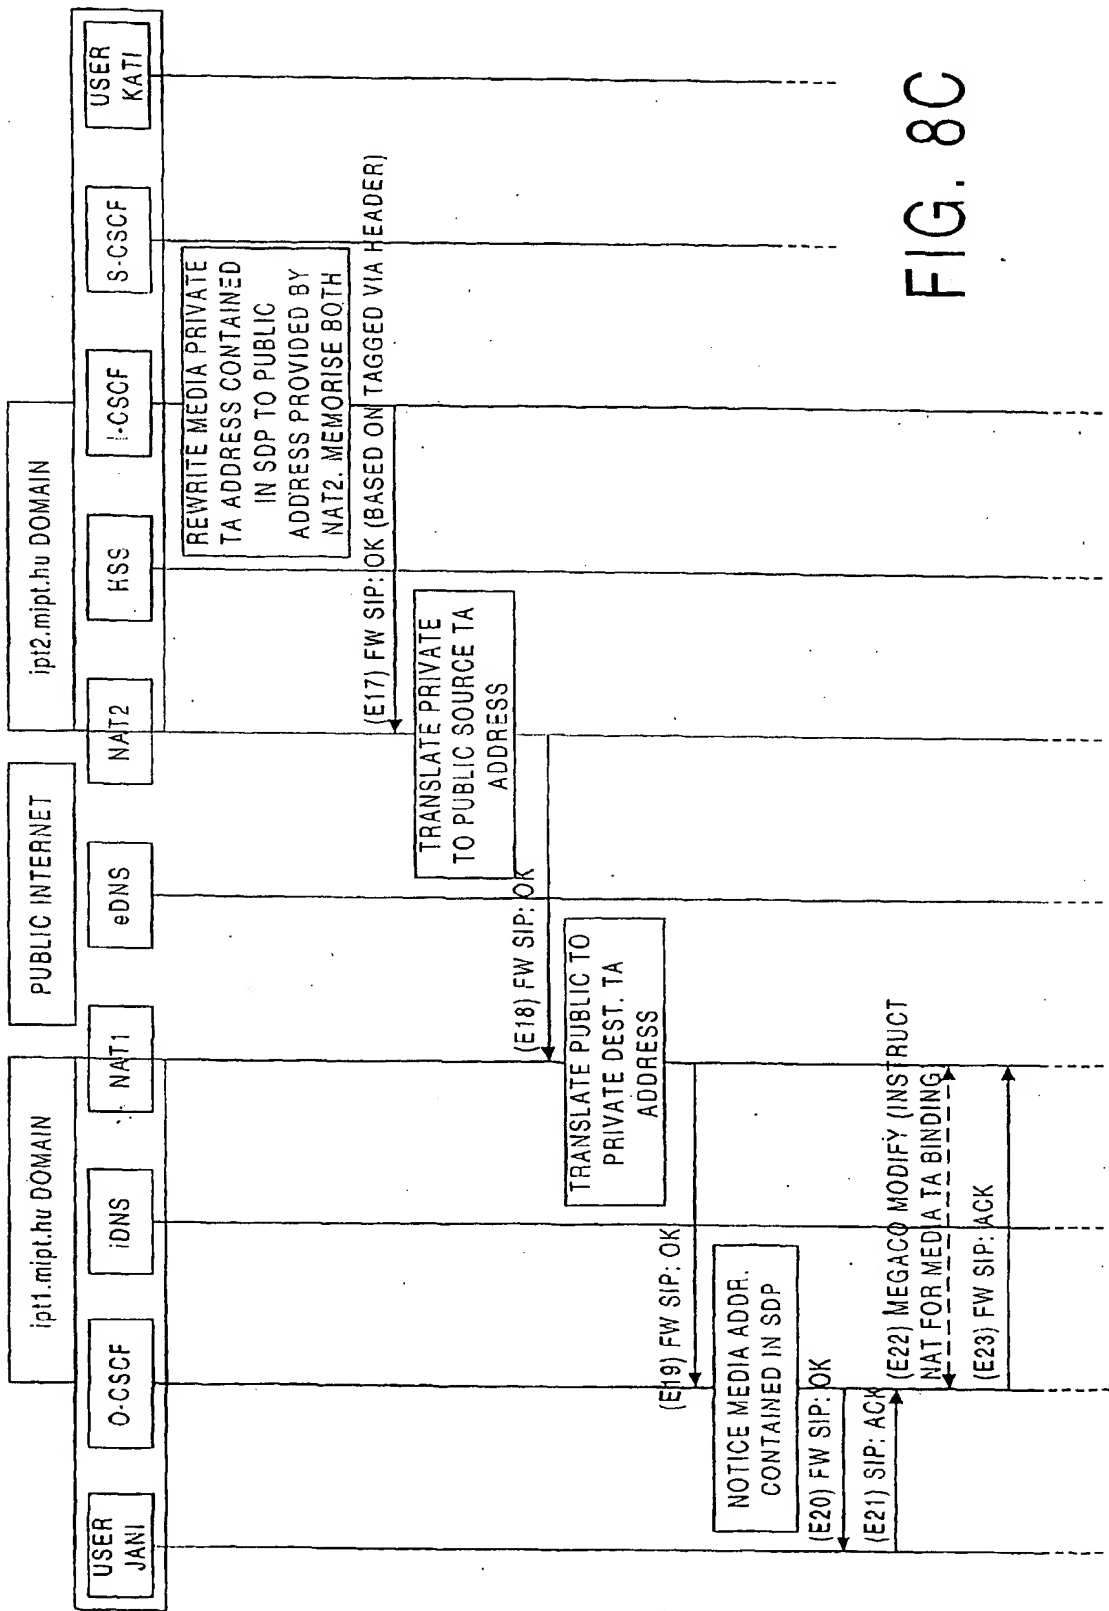 ipt1.mipt.hu DOMAIN
PUBLIC INTERNET
ipt2.mipt.hu DOMAIN
USER
JANI
O-CSCF
iDNS
NAT1
eDNS
NAT2
HSS
I-CSCF
S-CSCF
USER
KATI
REWRITE MEDIA PRIVATE
TA ADDRESS CONTAINED
IN SDP TO PUBLIC
ADDRESS PROVIDED BY
NAT2. MEMORISE BOTH
(E17) FW SIP: OK (BASED ON TAGGED VIA HEADER)
TRANSLATE PRIVATE
TO PUBLIC SOURCE TA
ADDRESS
(E18) FW SIP: OK
TRANSLATE PUBLIC TO
PRIVATE DEST. TA
ADDRESS
(E19) FW SIP: OK
NOTICE MEDIA ADDR.
CONTAINED IN SDP
(E20) FW SIP: OK
(E21) SIP: ACK
(E22) MEGACO MODIFY (INSTRUCT
NAT FOR MEDIA TA BINDING
(E23) FW SIP: ACK
FIG. 8C